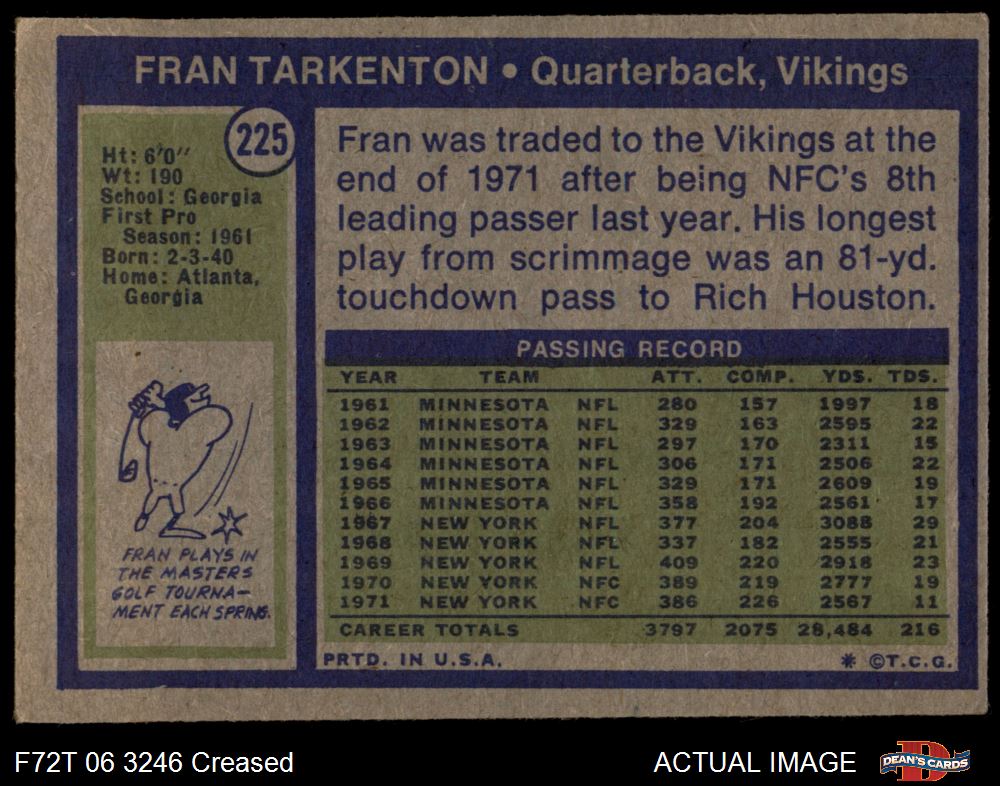 FRAN TARKENTON • Quarterback, Vikings
225
Ht: 6'0''
Wt: 190
School: Georgia
First Pro
Season: 1961
Born: 2-3-40
Home: Atlanta,
Georgia
FRAN PLAYS IN
THE MASTERS
GOLF TOURNA-
MENT EACH SPRING.
Fran was traded to the Vikings at the
end of 1971 after being NFC's 8th
leading passer last year. His longest
play from scrimmage was an 81-yd.
touchdown pass to Rich Houston.
PASSING RECORD
YEAR TEAM ATT. COMP. YDS. TDS.
1961 MINNESOTA NFL 280 157 1997 18
1962 MINNESOTA NFL 329 163 2595 22
1963 MINNESOTA NFL 297 170 2311 15
1964 MINNESOTA NFL 306 171 2506 22
1965 MINNESOTA NFL 329 171 2609 19
1966 MINNESOTA NFL 358 192 2561 17
1967 NEW YORK NFL 377 204 3088 29
1968 NEW YORK NFL 337 182 2555 21
1969 NEW YORK NFL 409 220 2918 23
1970 NEW YORK NFC 389 219 2777 19
1971 NEW YORK NFC 386 226 2567 11
CAREER TOTALS 3797 2075 28,484 216
PRTD. IN U.S.A. * ©T.C.G.
F72T 06 3246 Creased
ACTUAL IMAGE
D
DEAN'S CARDS